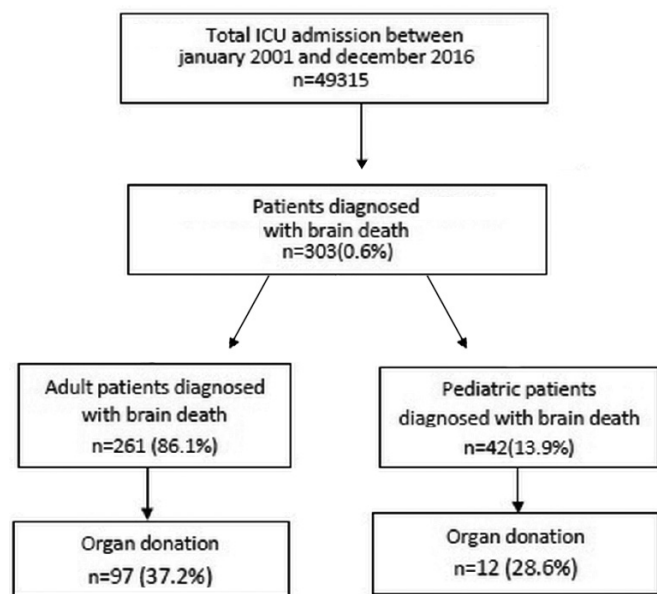 Total ICU admission between
january 2001 and december 2016
n=49315
Patients diagnosed
with brain death
n=303(0.6%)
Adult patients diagnosed
with brain death
n=261 (86.1%)
Pediatric patients
diagnosed with brain death
n=42(13.9%)
Organ donation
n=97 (37.2%)
Organ donation
n=12 (28.6%)